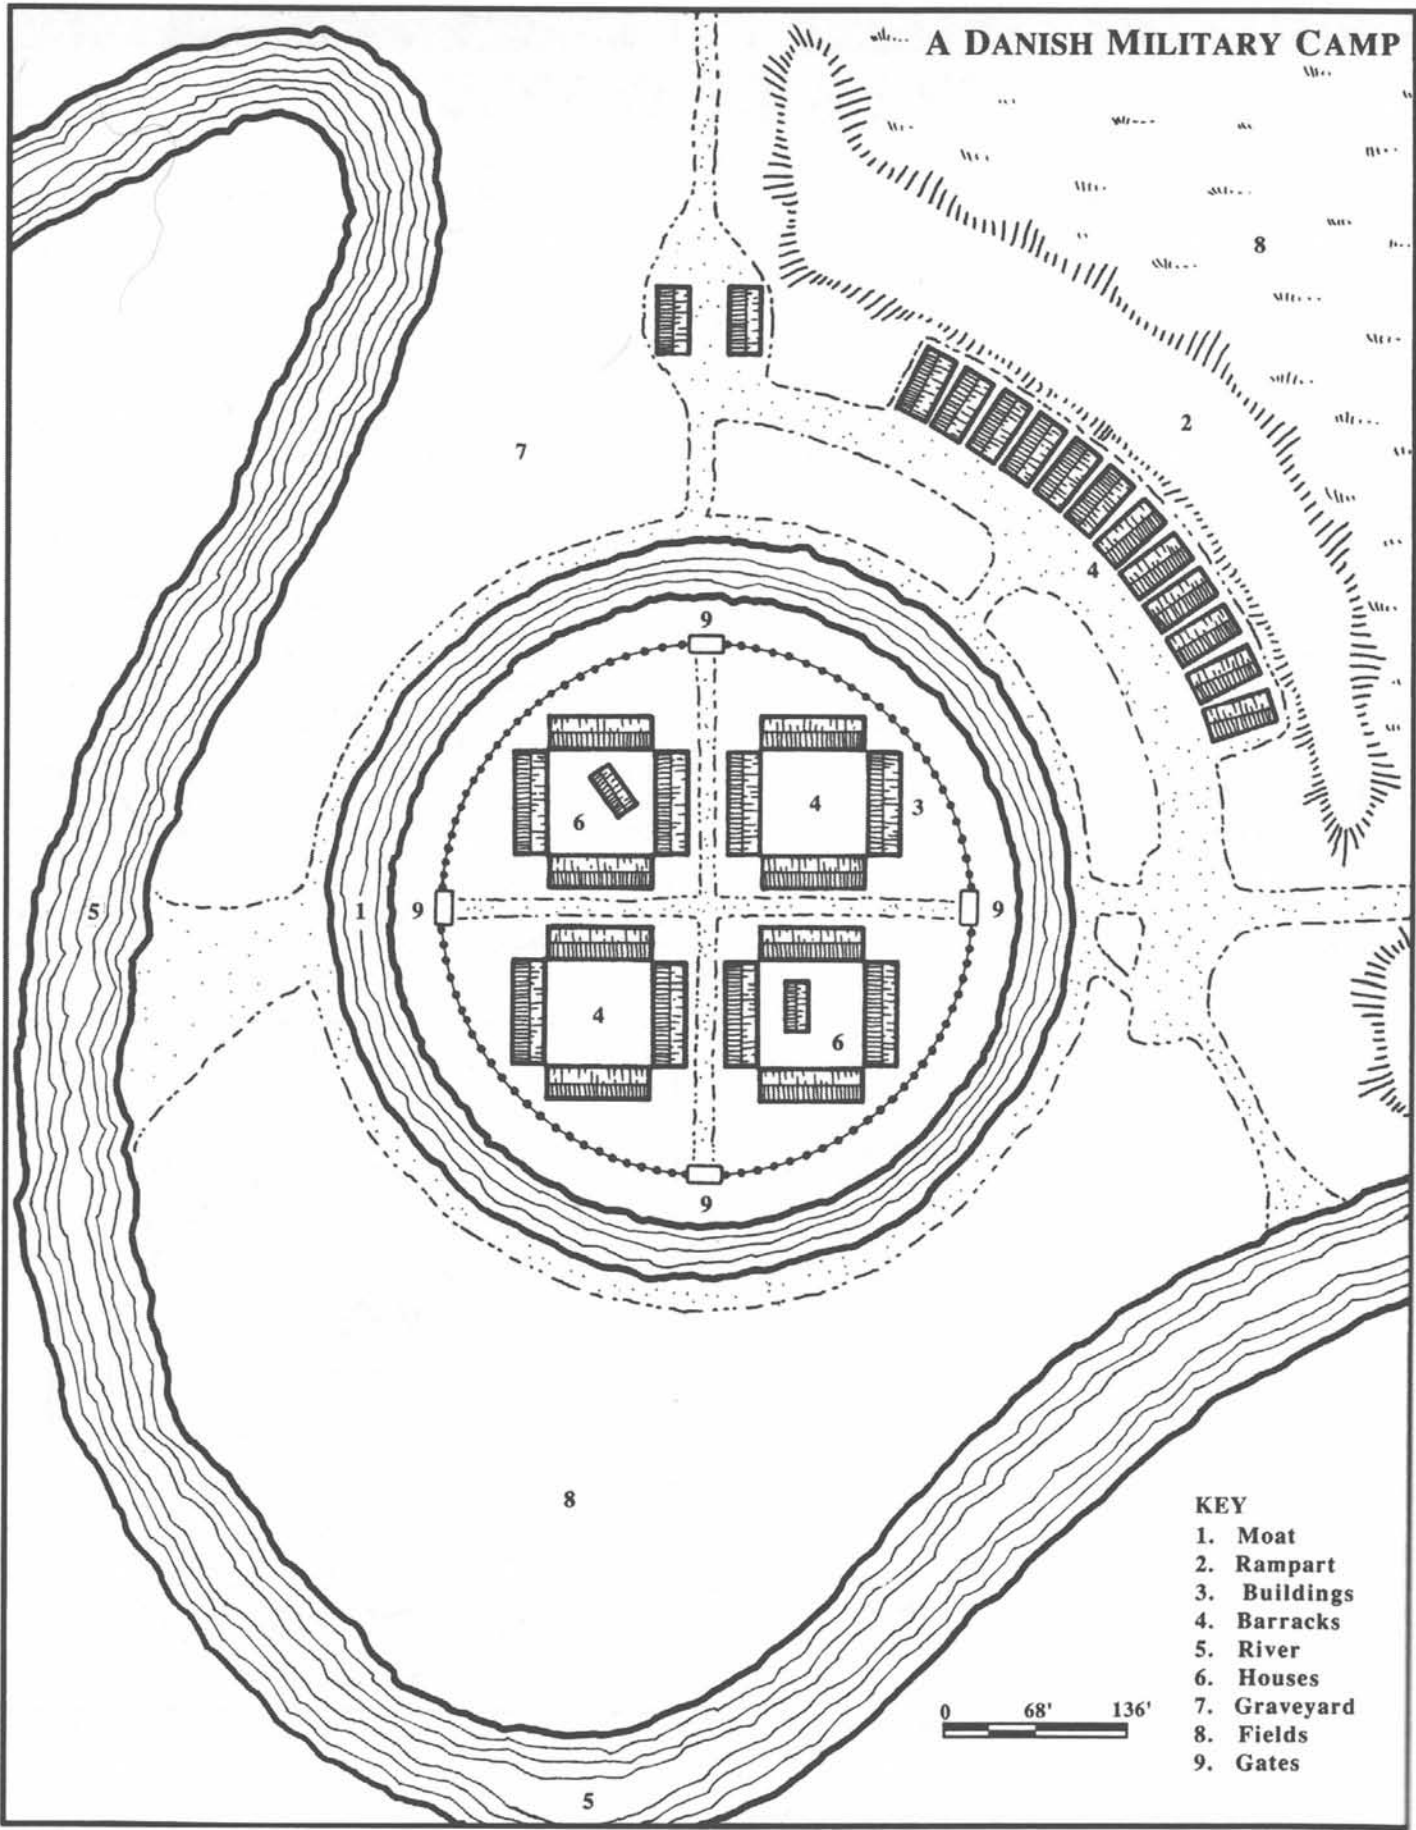 A DANISH MILITARY CAMP
8
2
7
4
9
6
4
3
5
1
9
9
4
6
9
8
KEY
1. Moat
2. Rampart
3. Buildings
4. Barracks
5. River
6. Houses
7. Graveyard
8. Fields
9. Gates
0 68' 136'
5